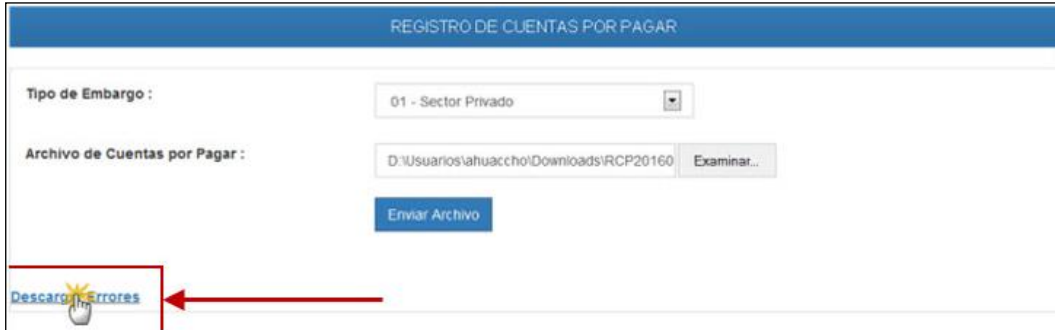 REGISTRO DE CUENTAS POR PAGAR
Tipo de Embargo :
01 - Sector Privado
Archivo de Cuentas por Pagar :
D:\Usuarios\ahuaccho\Downloads\RCP20160
Examinar...
Enviar Archivo
Errores